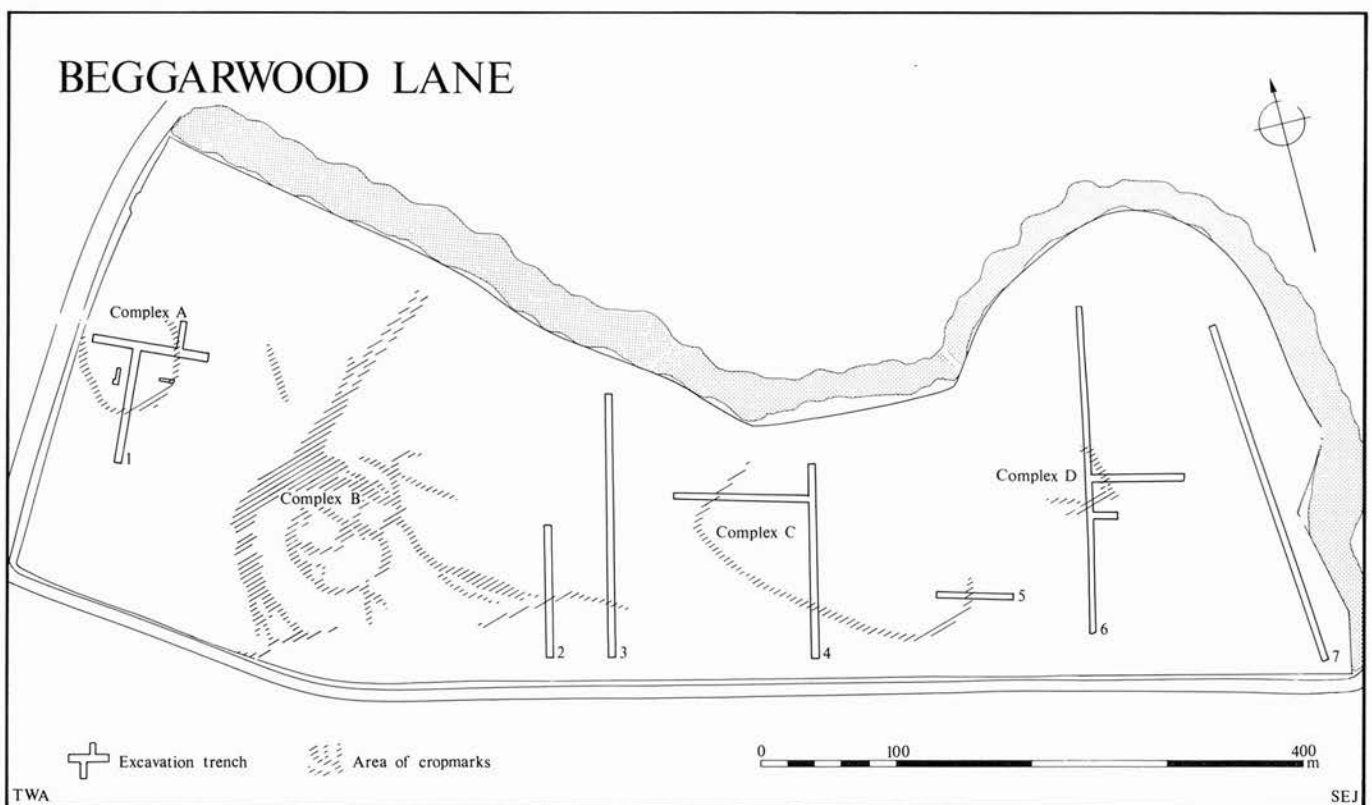 BEGGARWOOD LANE
Complex A
1
Complex B
Complex C
Complex D
2
3
4
5
6
7
Excavation trench
Area of cropmarks
0 100 400
m
TWA
SEJ